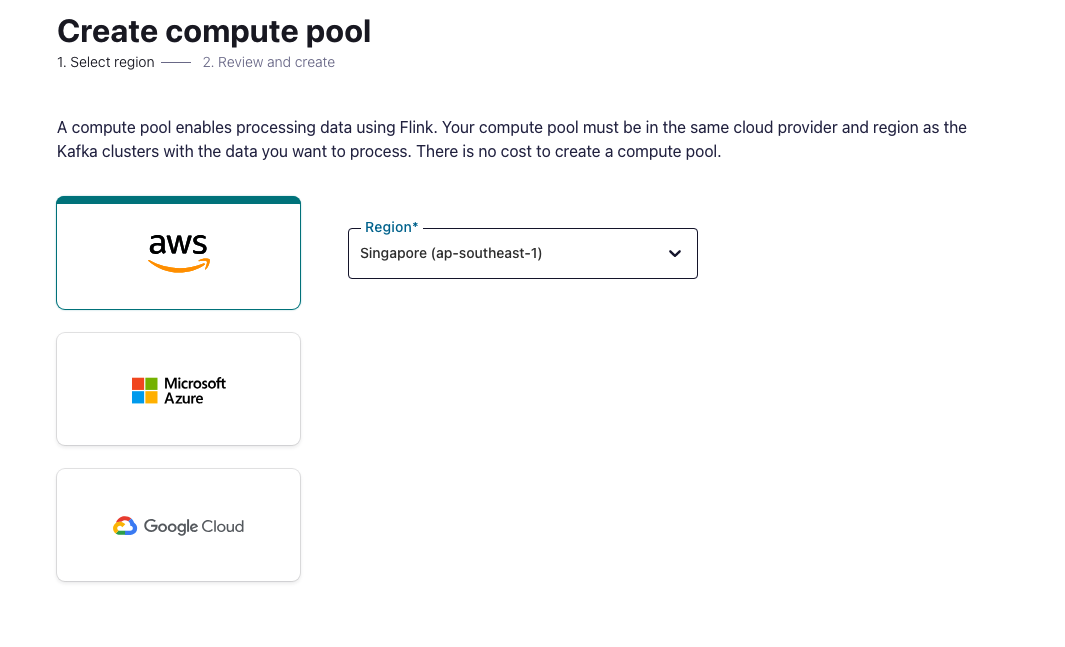 Create compute pool
1. Select region 2. Review and create
A compute pool enables processing data using Flink. Your compute pool must be in the same cloud provider and region as the
Kafka clusters with the data you want to process. There is no cost to create a compute pool.
aws
Region*
Singapore (ap-southeast-1)
Microsoft
Azure
Google Cloud